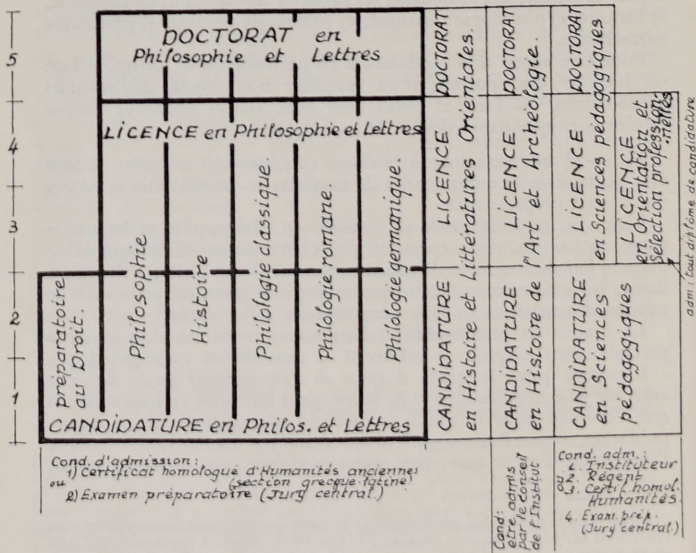 5
4
3
2
1
DOCTORAT en
Philosophie et Lettres
LICENCE en Philosophie et Lettres
préparatoire
au Droit.
Philosophie
Histoire
Philologie classique.
Philologie romane.
Philologie germanique.
CANDIDATURE en Philos. et Lettres
CANDIDATURE LICENCE DOCTORAT
en Histoire et Littératures Orientales.
CANDIDATURE LICENCE DOCTORAT
en Histoire de l'Art et Archéologie.
CANDIDATURE
en Sciences
pédagogiques
LICENCE DOCTORAT
en Sciences pédagogiques
LICENCE
en Orientation et
Sélection profession-
nelles
adm: tout diplôme de candidature
Cond. d'admission:
1) Certificat homologué d'Humanités anciennes
ou (section grecque-latine)
2) Examen préparatoire (Jury central.)
Cond:
etre admis
par le Conseil
de l'Institut
Cond. adm.:
1. Instituteur
ou 2. Régent
3. Certif. homol.
Humanités.
4. Exam. prép.
(Jury central.)